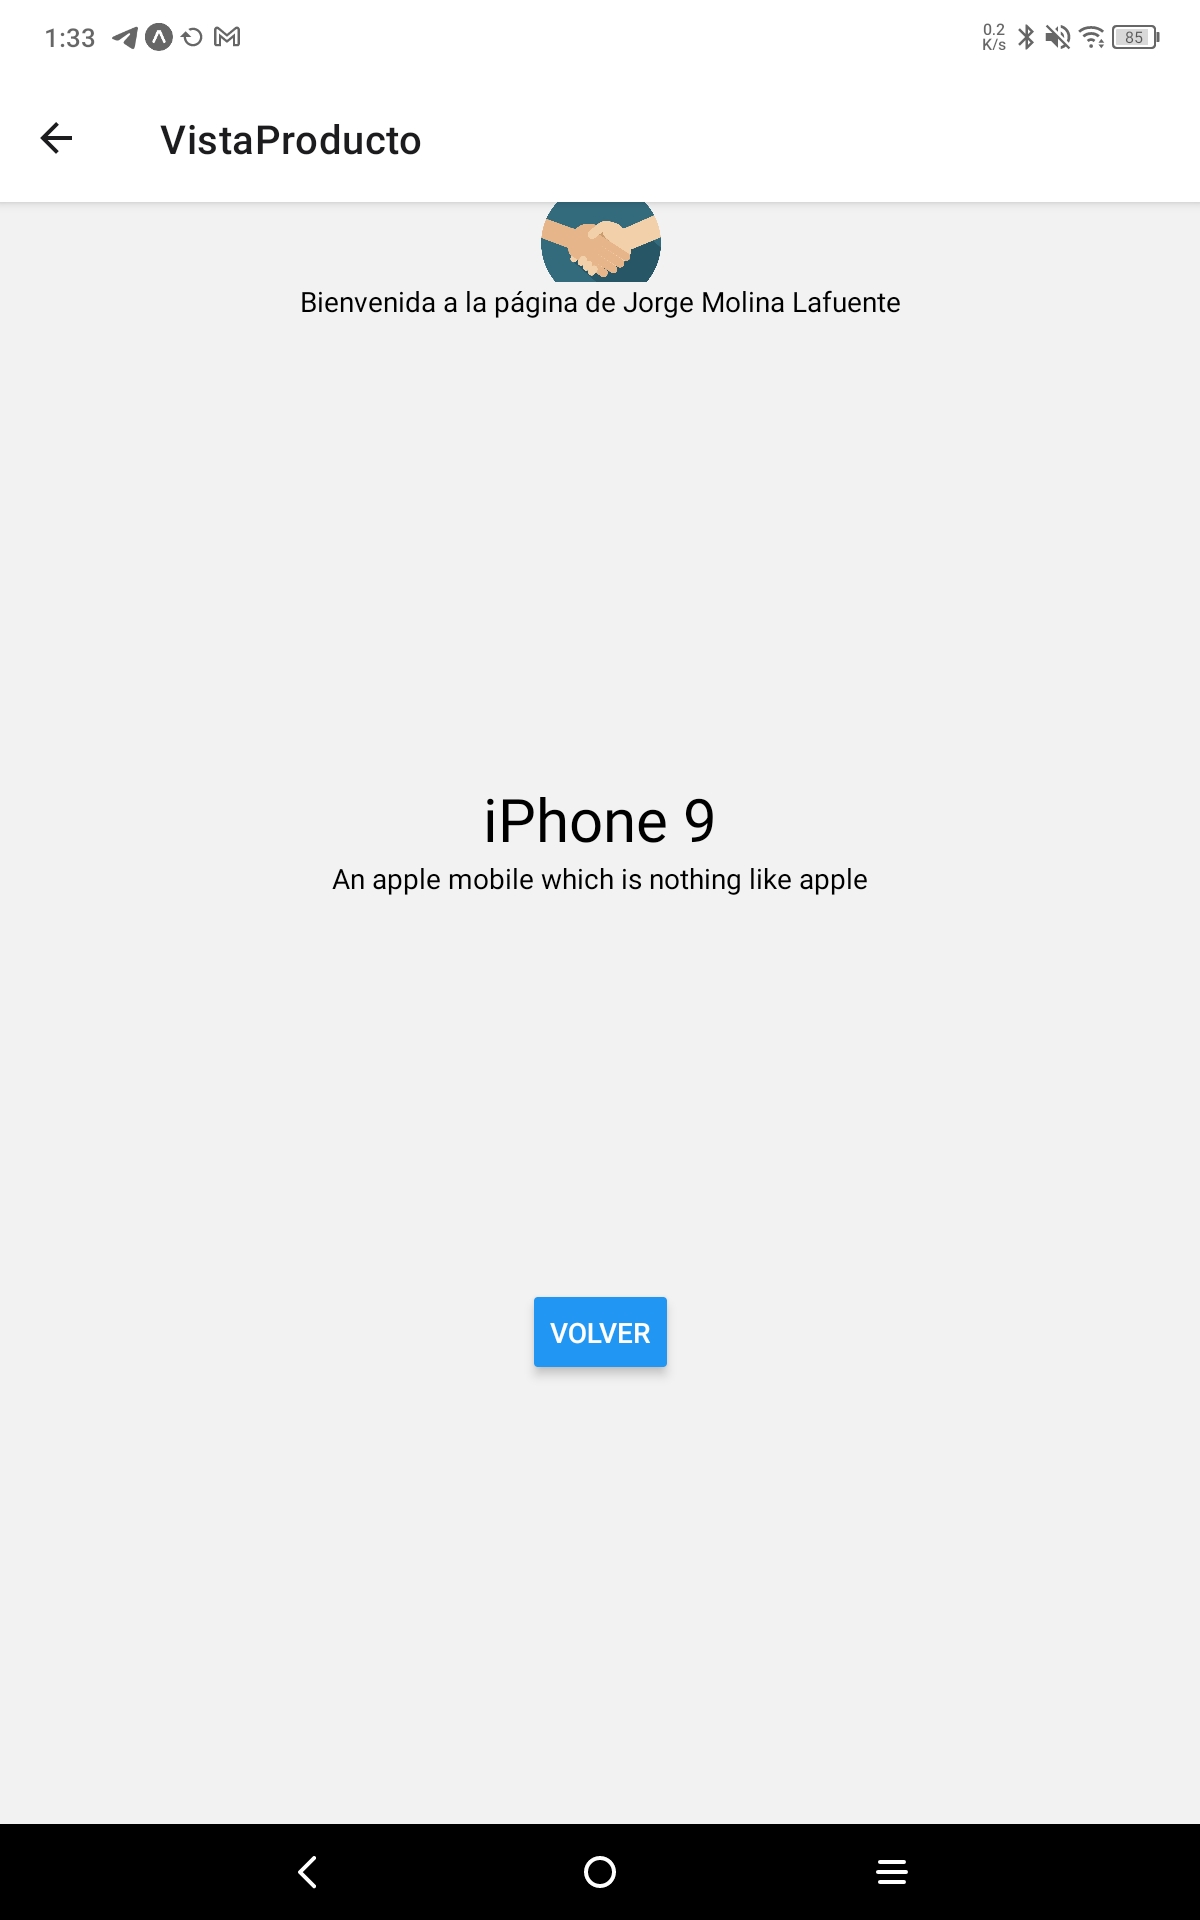 1:33
0.2
K/s
85
VistaProducto
Bienvenida a la página de Jorge Molina Lafuente
iPhone 9
An apple mobile which is nothing like apple
VOLVER